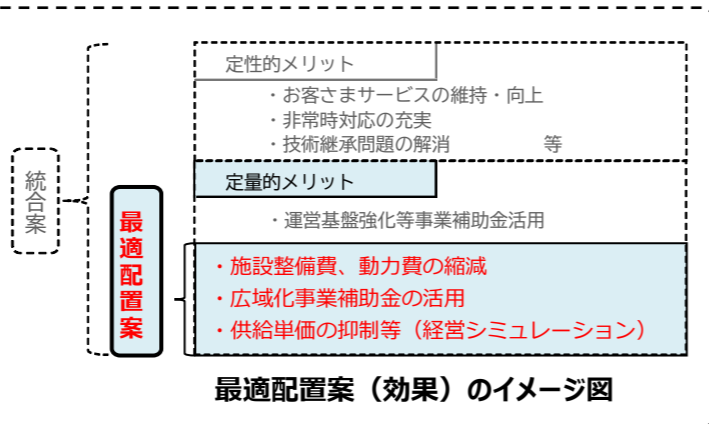 定性的メリット
・お客さまサービスの維持・向上
・非常時対応の充実
・技術継承問題の解消　　　　等
統合案
定量的メリット
・運営基盤強化等事業補助金活用
最適配置案
・施設整備費、動力費の縮減
・広域化事業補助金の活用
・供給単価の抑制等（経営シミュレーション）
最適配置案（効果）のイメージ図